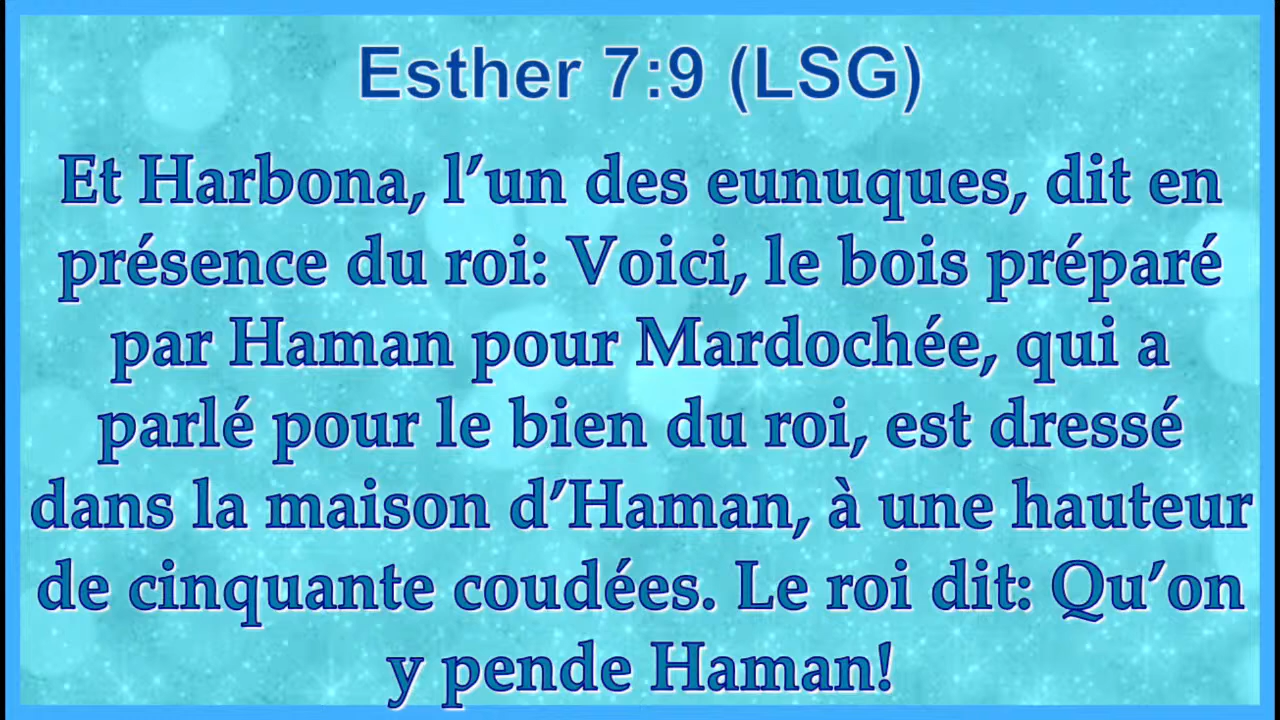 Esther 7:9 (LSG)
Et Harbona, l’un des eunuques, dit en
présence du roi: Voici, le bois préparé
par Haman pour Mardochée, qui a
parlé pour le bien du roi, est dressé
dans la maison d’Haman, à une hauteur
de cinquante coudées. Le roi dit: Qu’on
y pende Haman!